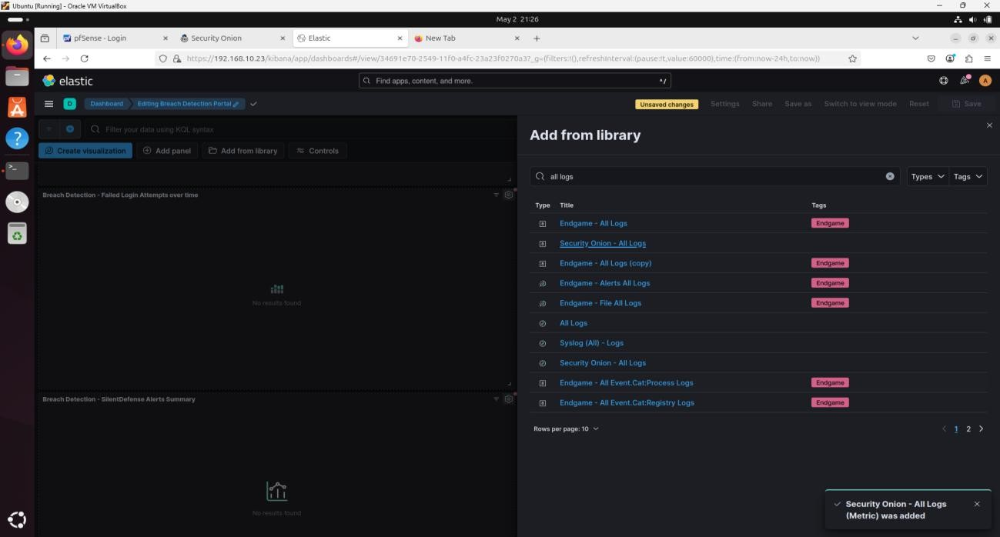 Ubuntu [Running] - Oracle VM VirtualBox
May 2 21:26
pfSense - Login
Security Onion
Elastic
New Tab
https://192.168.10.23/kibana/app/dashboards#/view/34691e70-2549-11f0-a4fc-23a23f0270a3?_g=(filters:!(),refreshInterval:(pause:!t,value:60000),time:(from:now-24h,to:now))
elastic
Find apps, content, and more.
^/
A
D
Dashboard
Editing Breach Detection Portal
Unsaved changes
Settings
Share
Save as
Switch to view mode
Reset
Save
Filter your data using KQL syntax
Create visualization
Add panel
Add from library
Controls
Breach Detection - Failed Login Attempts over time
No results found
Breach Detection - SilentDefense Alerts Summary
No results found
Add from library
all logs
Types
Tags
Type Title Tags
Endgame - All Logs Endgame
Security Onion - All Logs
Endgame - All Logs (copy) Endgame
Endgame - Alerts All Logs Endgame
Endgame - File All Logs Endgame
All Logs
Syslog (All) - Logs
Security Onion - All Logs
Endgame - All Event.Cat:Process Logs Endgame
Endgame - All Event.Cat:Registry Logs Endgame
Rows per page: 10
1 2
Security Onion - All Logs
(Metric) was added